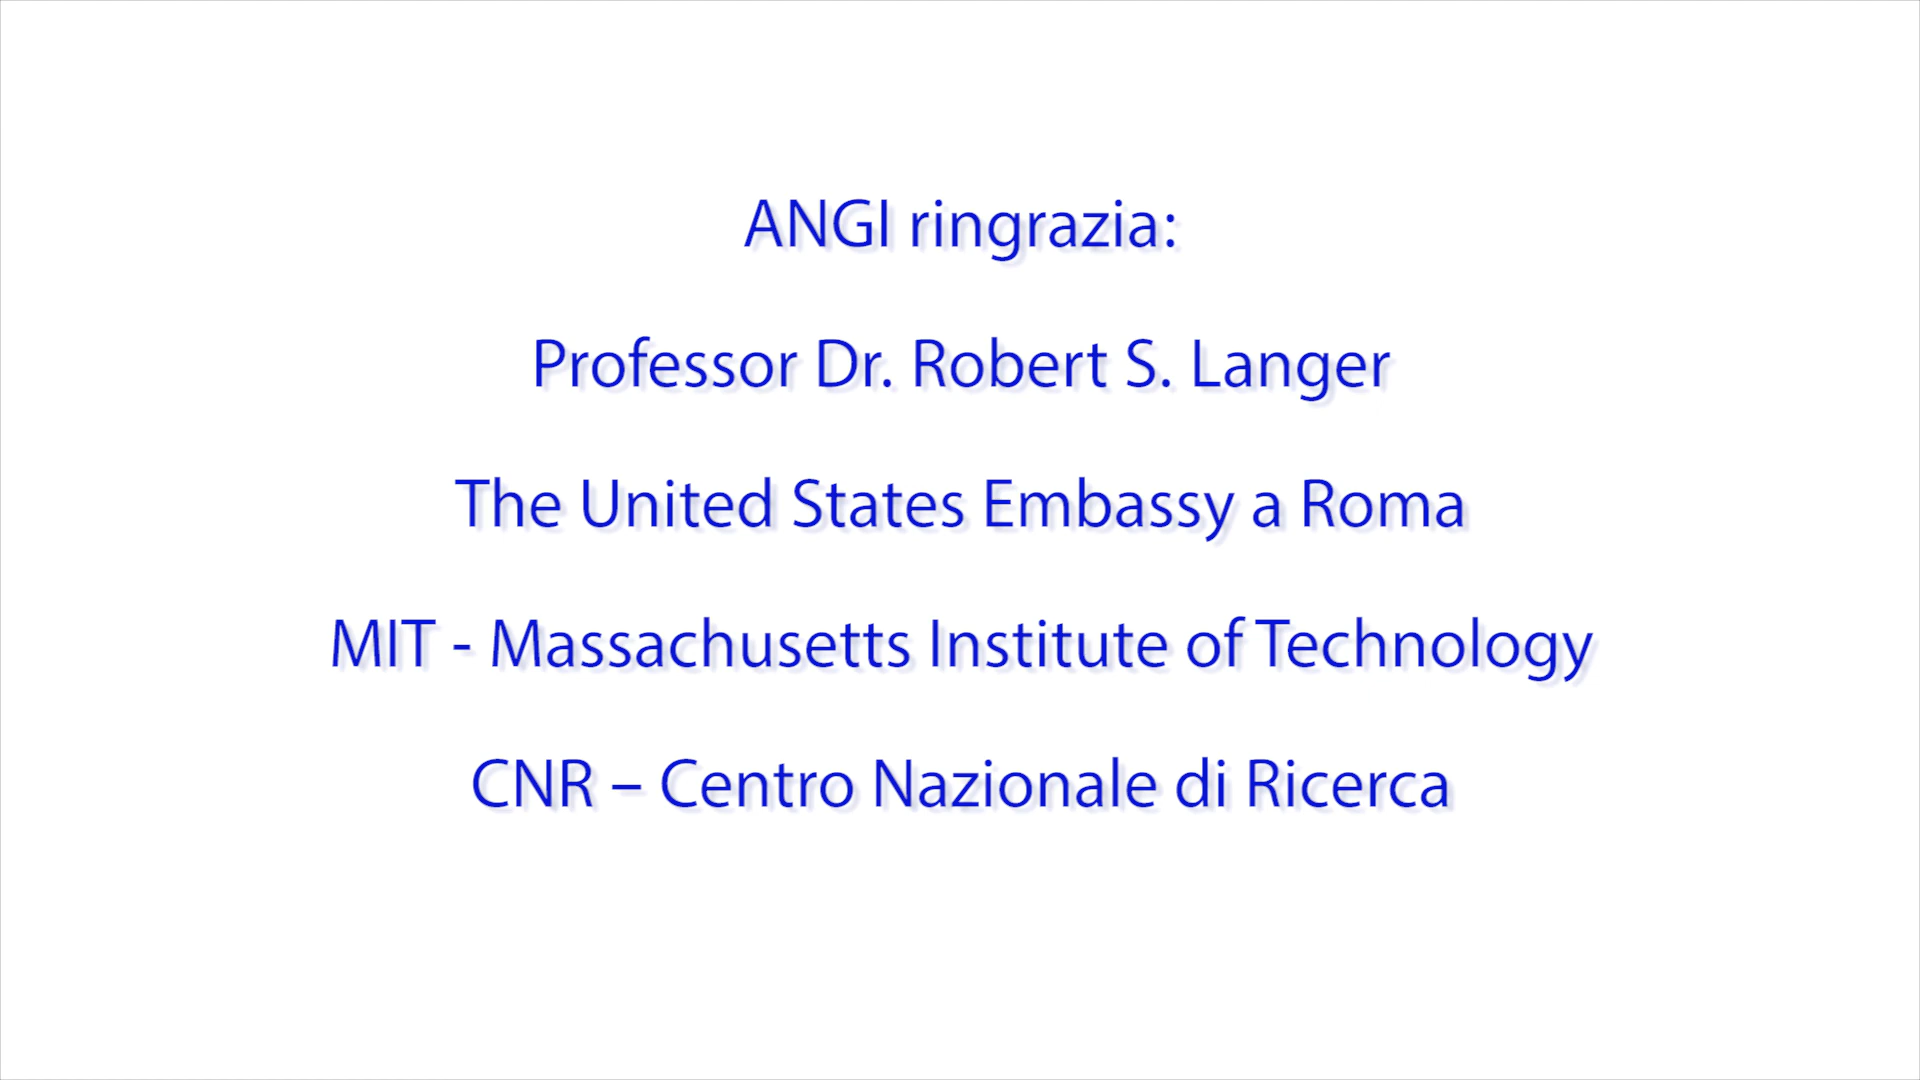 ANGI ringrazia:
Professor Dr. Robert S. Langer
The United States Embassy a Roma
MIT - Massachusetts Institute of Technology
CNR – Centro Nazionale di Ricerca